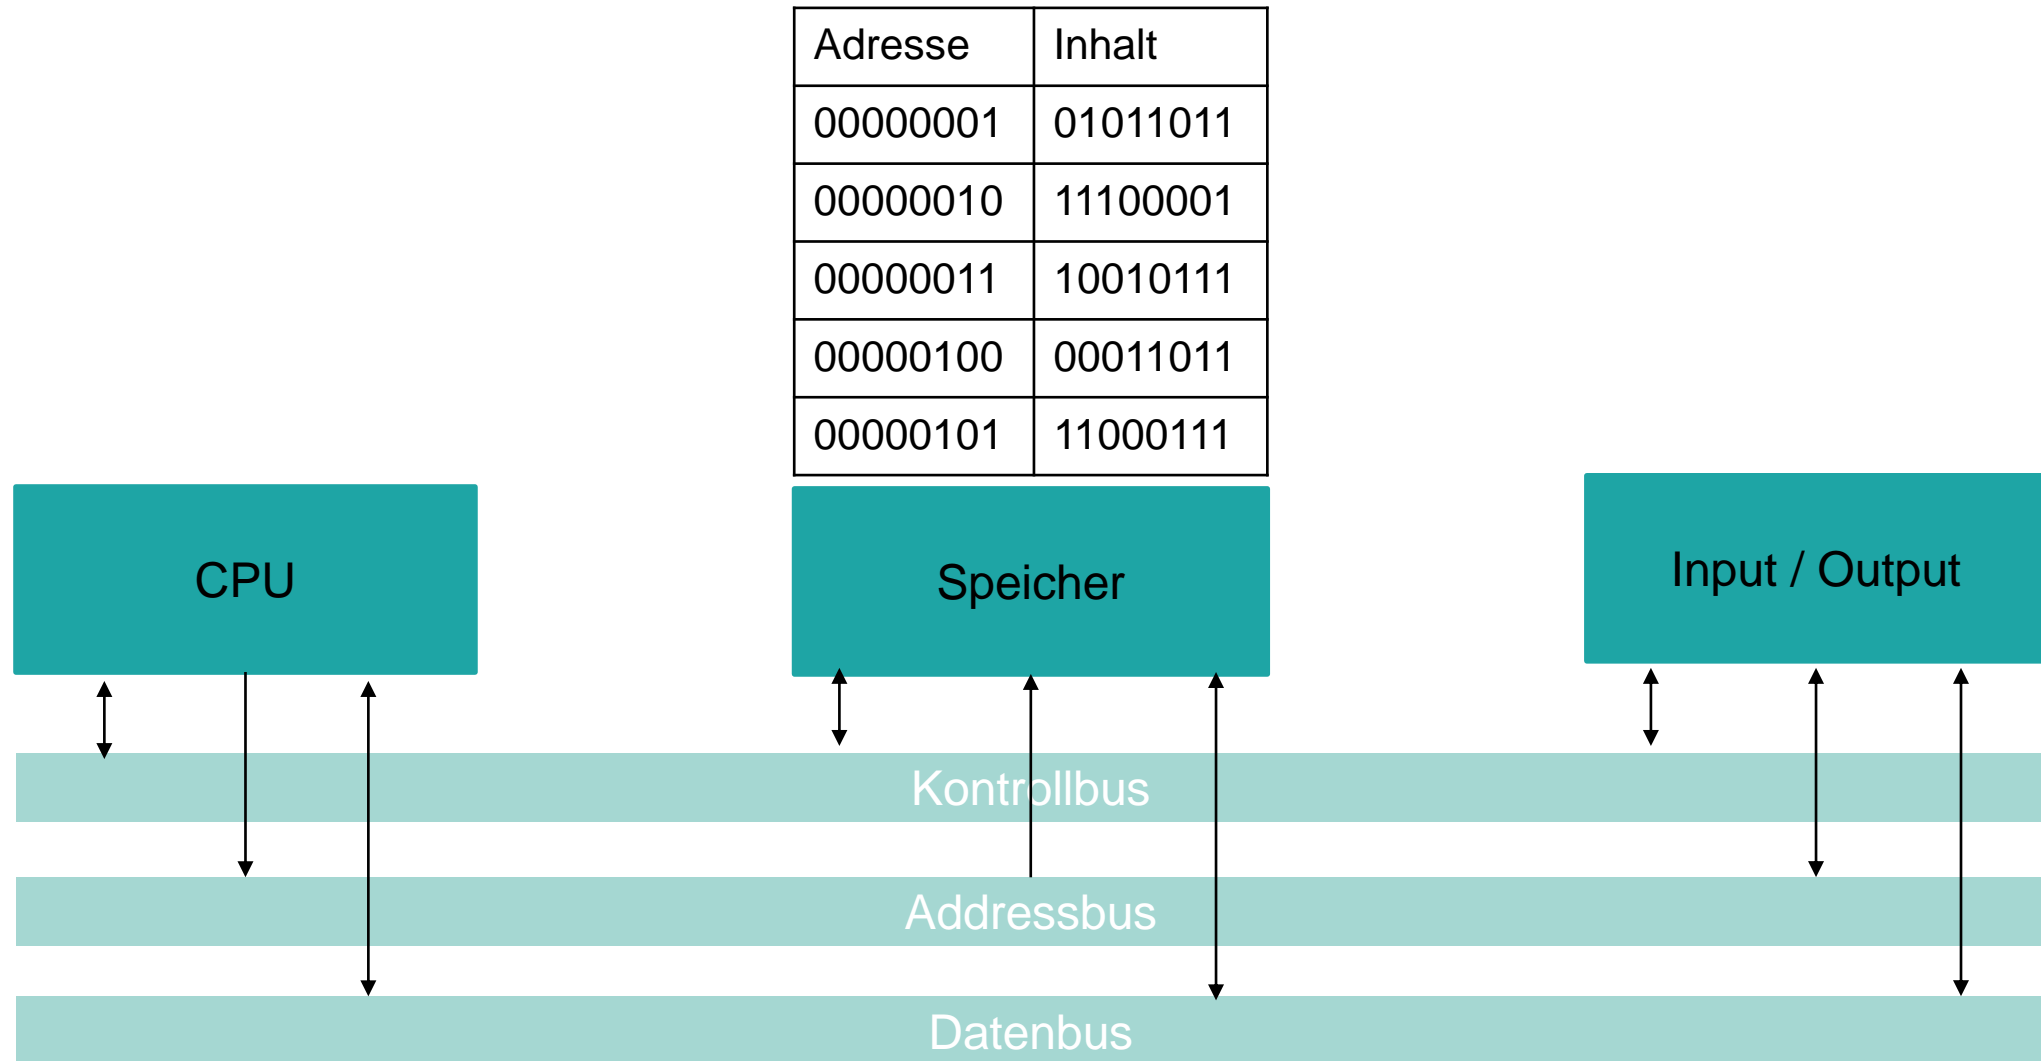 Adresse Inhalt
00000001 01011011
00000010 11100001
00000011 10010111
00000100 00011011
00000101 11000111
CPU
Speicher
Input / Output
Kontrollbus
Addressbus
Datenbus